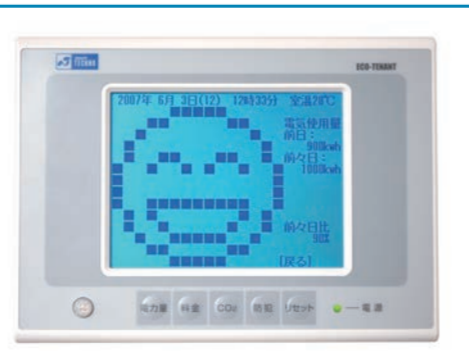 ECO-TENANT
2007年 6月 3日(12) 12時33分 室温28℃
電気使用量
前日:
900kwh
前々日:
1000kwh
前々日比
90%
[戻る]
電力量 料金 CO2 防犯 リセット 電源